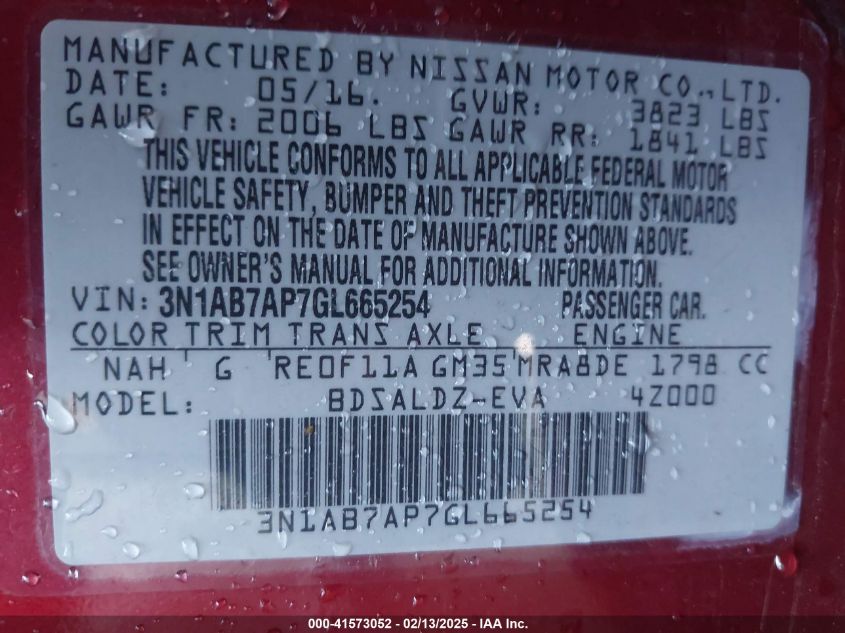 MANUFACTURED BY NISSAN MOTOR CO., LTD.
DATE: 05/16. GVWR: 3823 LBS
GAWR FR: 2006 LBS GAWR RR: 1841 LBS
THIS VEHICLE CONFORMS TO ALL APPLICABLE FEDERAL MOTOR
VEHICLE SAFETY, BUMPER AND THEFT PREVENTION STANDARDS
IN EFFECT ON THE DATE OF MANUFACTURE SHOWN ABOVE.
SEE OWNER'S MANUAL FOR ADDITIONAL INFORMATION.
VIN: 3N1AB7AP7GL665254 PASSENGER CAR.
COLOR TRIM TRANS AXLE ENGINE
NAH ' G 'RE0F11A GM35'MRA8DE 1798 CC
MODEL: BDSALDZ-EVA 4Z000
3N1AB7AP7GL665254
000-41573052 - 02/13/2025 - IAA Inc.